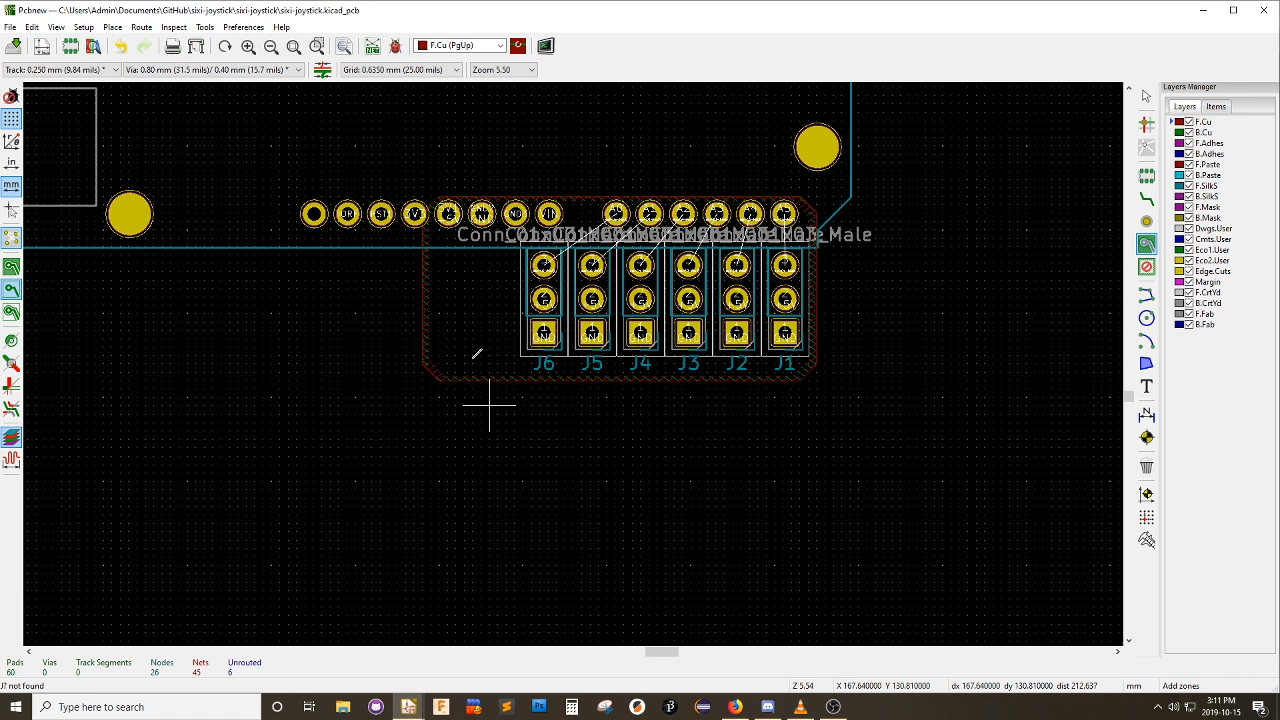 Pcbnew — C:\Users\Admin\Documents\GitHub\sixi-joystick\sixi-joystick\sixi-joystick.kicad_pcb
File Edit View Setup Place Route Inspect Tools Preferences Help
NET F.Cu (PgUp)
Track: 0.250 mm (9.84 mils) * Via: 0.80 mm (31.5 mils)/ 0.40 mm (15.7 mils) * Grid: 0.6350 mm (25.00 mils) Zoom 5.50
Layers Manager
Layers Items
F.Cu
B.Cu
F.Adhes
B.Adhes
F.Paste
B.Paste
F.SilkS
B.SilkS
F.Mask
B.Mask
Dwgs.User
Cmts.User
Eco1.User
Eco2.User
Edge.Cuts
Margin
F.CrtYd
B.CrtYd
F.Fab
B.Fab
in
mm
J6 J5 J4 J3 J2 J1
T
N
Pads Vias Track Segments Nodes Nets Unrouted
60 0 0 26 45 6
J? not found Z 5.54 X 167.640000 Y 130.810000 dx 167.640000 dy 130.810000 dist 212.637 mm Add zones
Type here to search
3:11 PM
2019-10-15